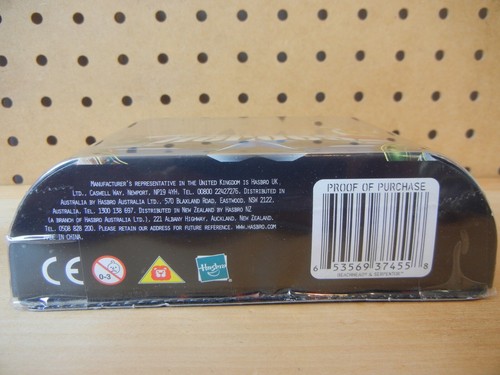 MANUFACTURER'S REPRESENTATIVE IN THE UNITED KINGDOM IS HASBRO UK
LTD., CASWELL WAY, NEWPORT, NP19 4YH. TEL. 00800 22427276. DISTRIBUTED IN
AUSTRALIA BY HASBRO AUSTRALIA LTD., 570 BLAXLAND ROAD, EASTWOOD, NSW 2122,
AUSTRALIA. TEL. 1300 138 697. DISTRIBUTED IN NEW ZEALAND BY HASBRO NZ
(A BRANCH OF HASBRO AUSTRALIA LTD.), 221 ALBANY HIGHWAY, AUCKLAND, NEW ZEALAND.
TEL. 0508 828 200. PLEASE RETAIN OUR ADDRESS FOR FUTURE REFERENCE. WWW.HASBRO.COM
MADE IN CHINA.
CE
0-3
Hasbro
PROOF OF PURCHASE
6 53569 37455 8